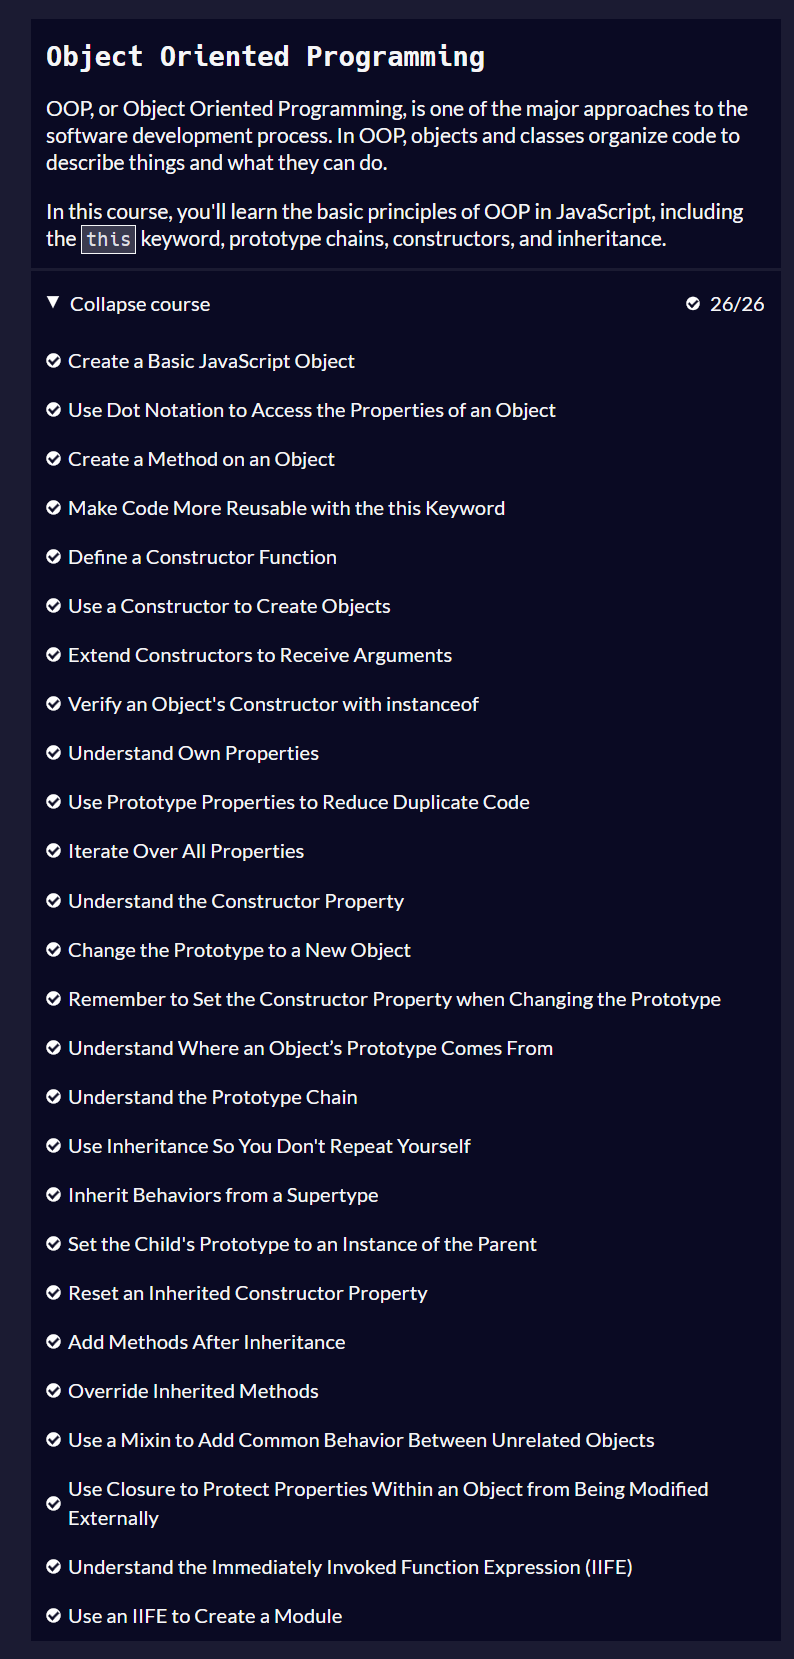 Object Oriented Programming
OOP, or Object Oriented Programming, is one of the major approaches to the
software development process. In OOP, objects and classes organize code to
describe things and what they can do.
In this course, you'll learn the basic principles of OOP in JavaScript, including
the this keyword, prototype chains, constructors, and inheritance.
Collapse course 26/26
Create a Basic JavaScript Object
Use Dot Notation to Access the Properties of an Object
Create a Method on an Object
Make Code More Reusable with the this Keyword
Define a Constructor Function
Use a Constructor to Create Objects
Extend Constructors to Receive Arguments
Verify an Object's Constructor with instanceof
Understand Own Properties
Use Prototype Properties to Reduce Duplicate Code
Iterate Over All Properties
Understand the Constructor Property
Change the Prototype to a New Object
Remember to Set the Constructor Property when Changing the Prototype
Understand Where an Object’s Prototype Comes From
Understand the Prototype Chain
Use Inheritance So You Don't Repeat Yourself
Inherit Behaviors from a Supertype
Set the Child's Prototype to an Instance of the Parent
Reset an Inherited Constructor Property
Add Methods After Inheritance
Override Inherited Methods
Use a Mixin to Add Common Behavior Between Unrelated Objects
Use Closure to Protect Properties Within an Object from Being Modified
Externally
Understand the Immediately Invoked Function Expression (IIFE)
Use an IIFE to Create a Module